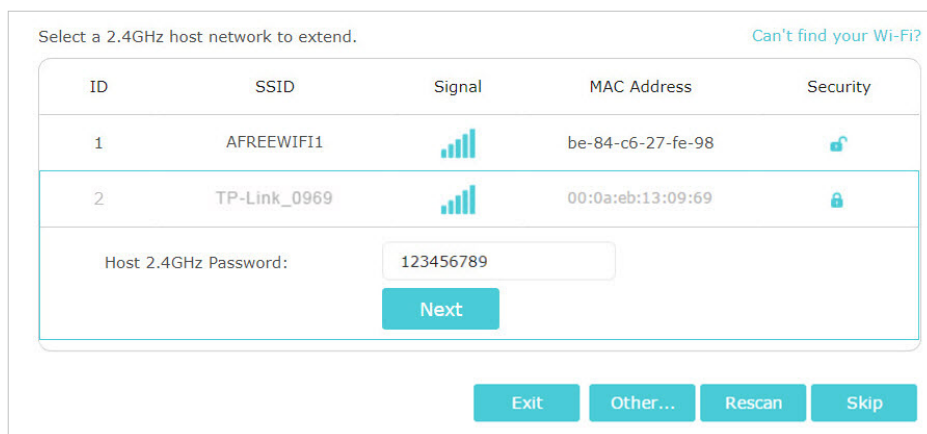 Select a 2.4GHz host network to extend. Can't find your Wi-Fi?
ID SSID Signal MAC Address Security
1 AFREEWIFI1 be-84-c6-27-fe-98
2 TP-Link_0969 00:0a:eb:13:09:69
Host 2.4GHz Password: 123456789
Next
Exit Other... Rescan Skip